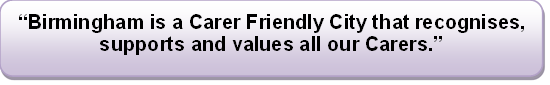 “Birmingham is a Carer Friendly City that recognises,
supports and values all our Carers.”